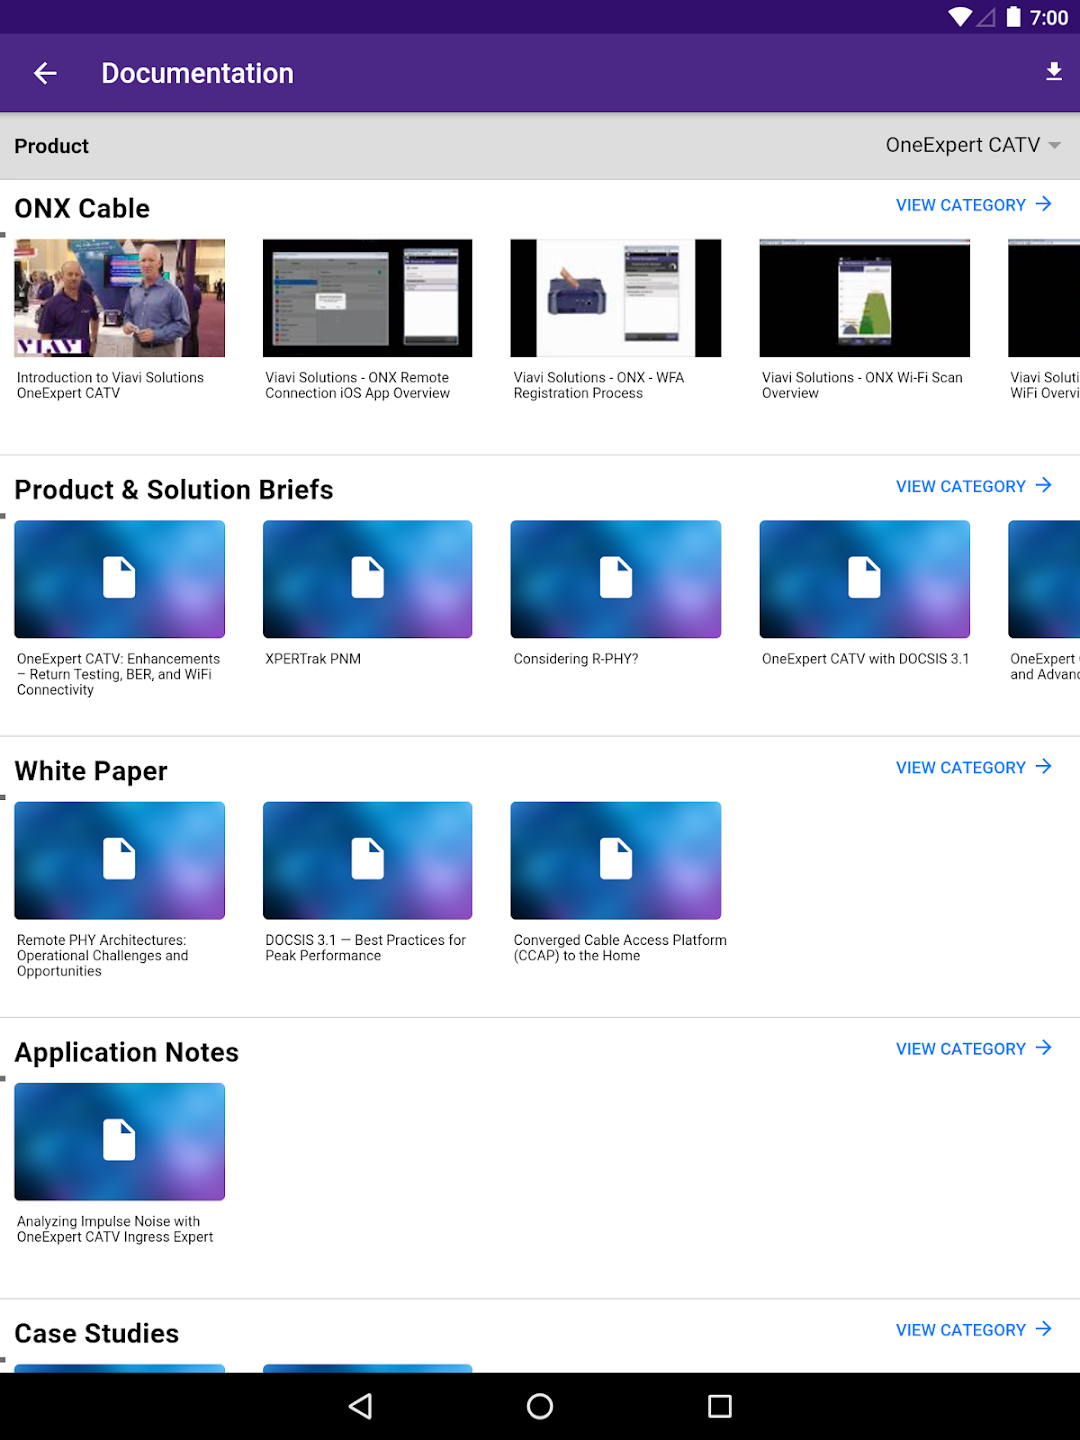 7:00
Documentation
Product
OneExpert CATV
ONX Cable
VIEW CATEGORY
VIAVI
Introduction to Viavi Solutions
OneExpert CATV
Viavi Solutions - ONX Remote
Connection iOS App Overview
Viavi Solutions - ONX - WFA
Registration Process
Viavi Solutions - ONX Wi-Fi Scan
Overview
Viavi Soluti
WiFi Overvi
Product & Solution Briefs
VIEW CATEGORY
OneExpert CATV: Enhancements
– Return Testing, BER, and WiFi
Connectivity
XPERTrak PNM
Considering R-PHY?
OneExpert CATV with DOCSIS 3.1
OneExpert
and Advanc
White Paper
VIEW CATEGORY
Remote PHY Architectures:
Operational Challenges and
Opportunities
DOCSIS 3.1 — Best Practices for
Peak Performance
Converged Cable Access Platform
(CCAP) to the Home
Application Notes
VIEW CATEGORY
Analyzing Impulse Noise with
OneExpert CATV Ingress Expert
Case Studies
VIEW CATEGORY